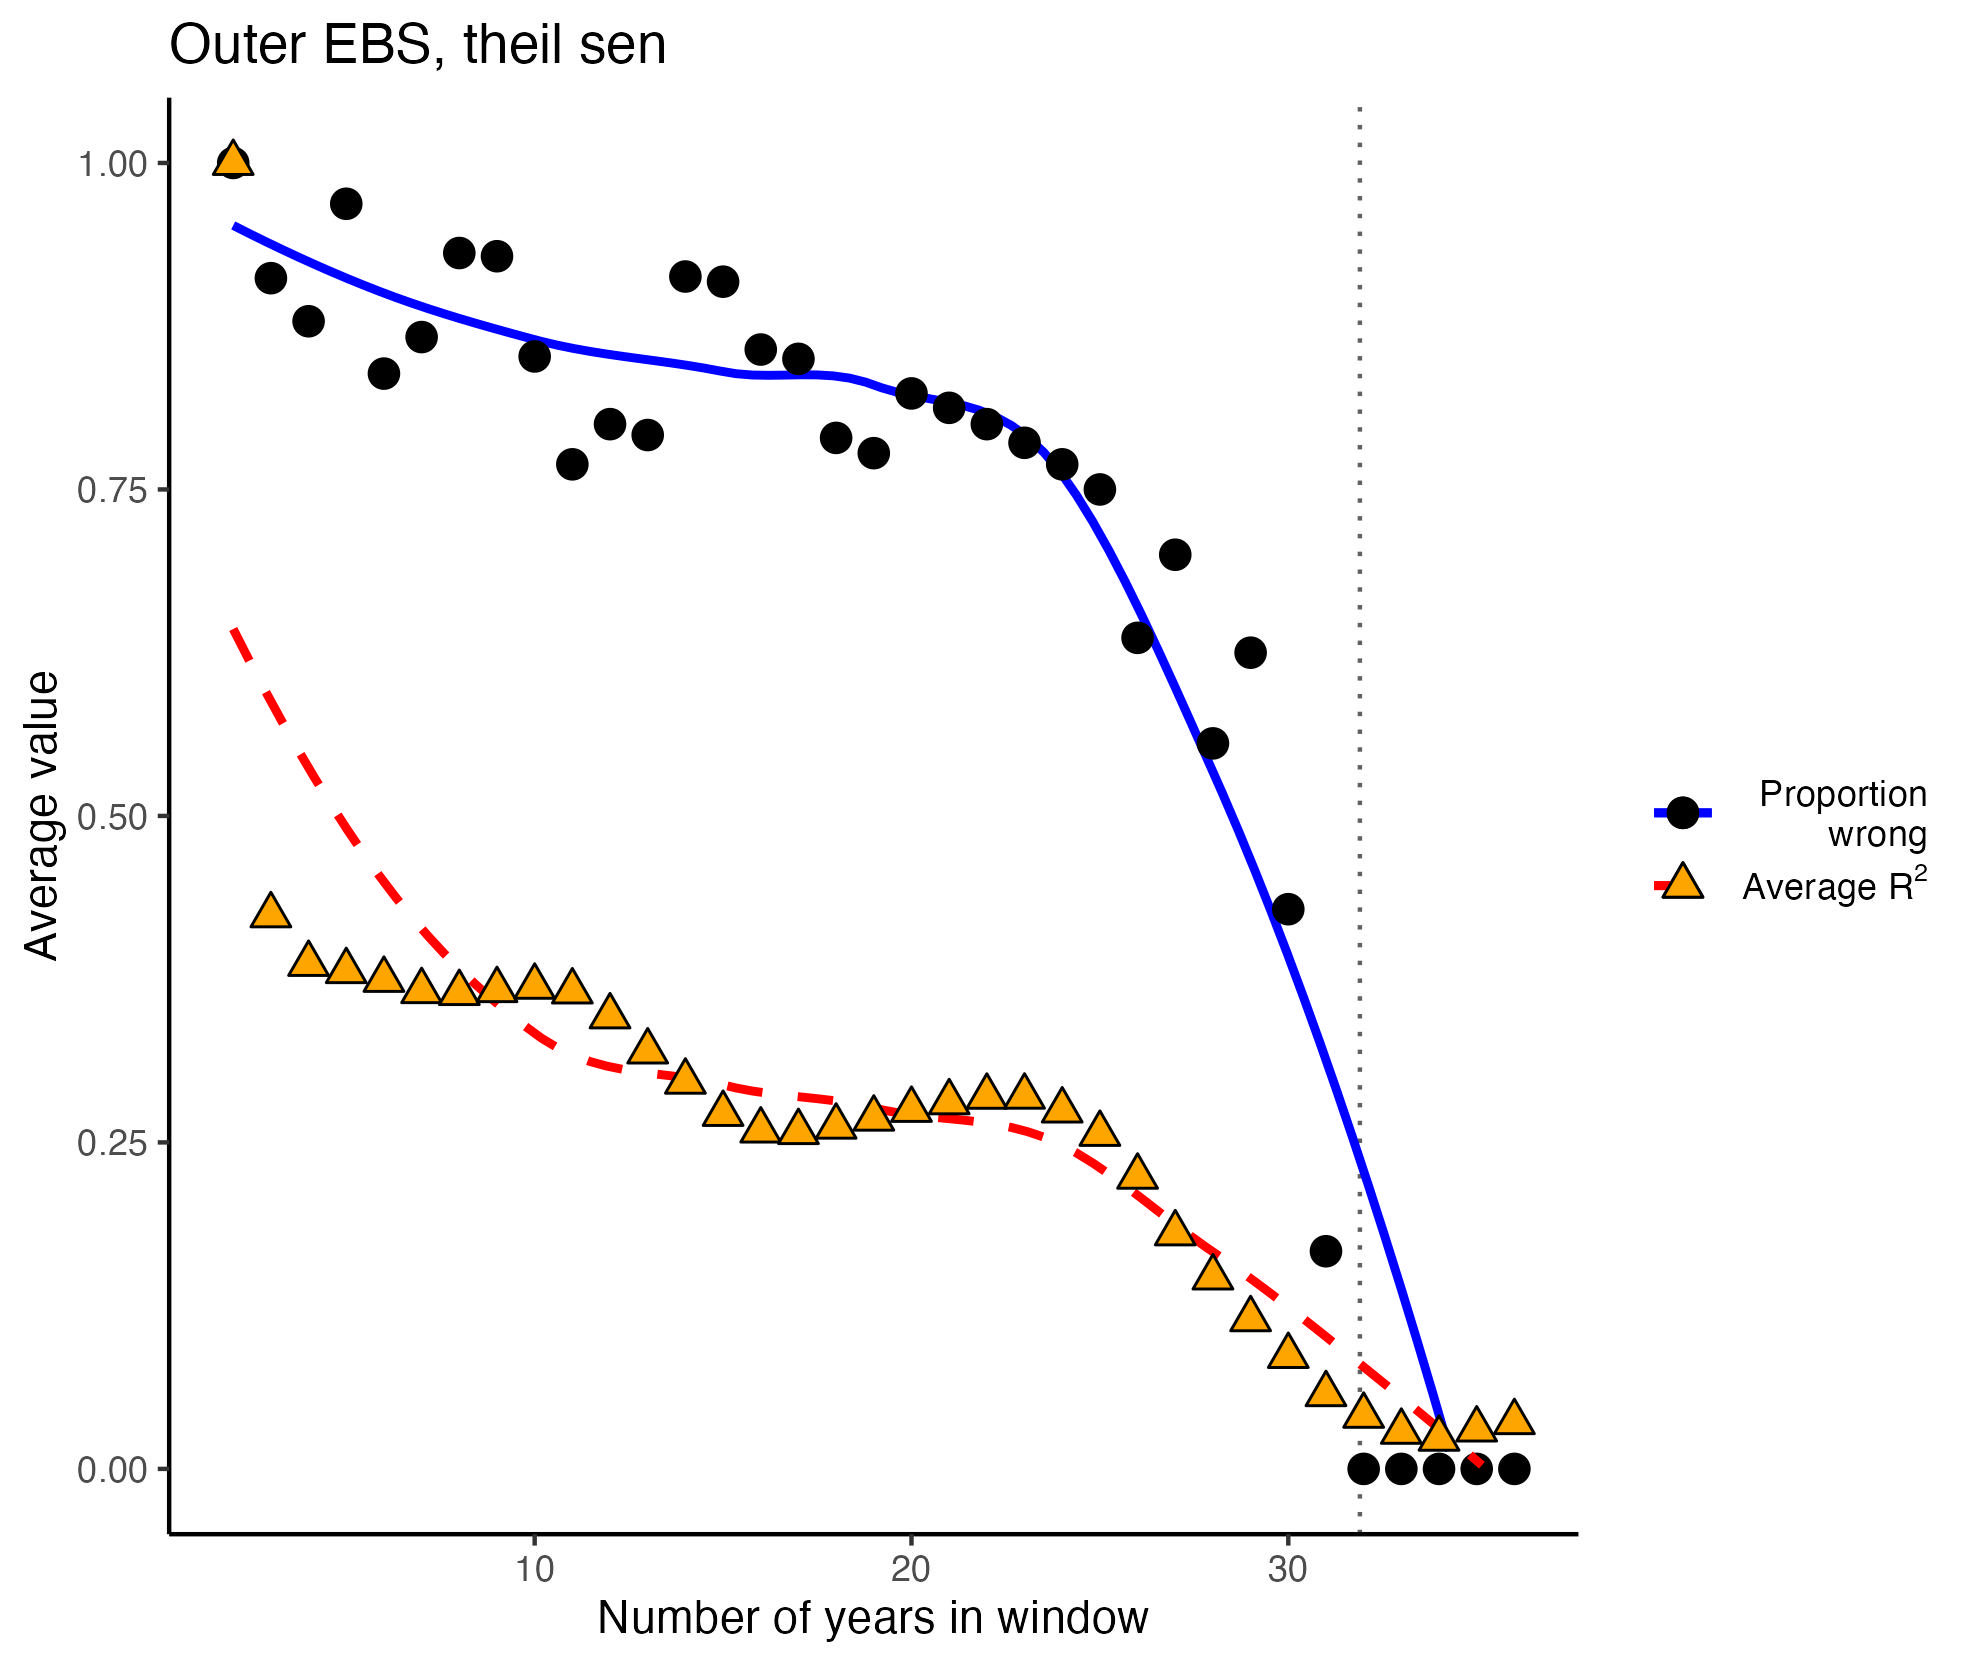 Outer EBS, theil sen
1.00
0.75
0.50
0.25
0.00
Average value
10
20
30
Number of years in window
Proportion
wrong
Average R²